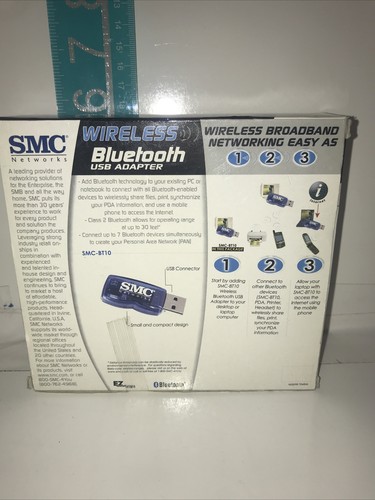 SMC®
Networks
A leading provider of
networking solutions
for the Enterprise, the
SMB and all the way
home, SMC pulls its
more than 30 years'
experience to work
for every product
and solution the
company produces.
Leveraging strong
industry relationships
in
combination with
experienced
and talented in-
house design and
engineering, SMC
continues to bring
to market a host
of affordable,
high-performance
products. Head-
quartered in Irvine,
California, U.S.A.
SMC Networks
supports its world-
wide market through
regional offices
located throughout
the United States and
20 other countries.
For more information
about SMC Networks or
its products, visit
www.smc.com, or call
WIRELESS
Bluetooth
USB ADAPTER
- Add Bluetooth technology to your existing PC or
notebook to connect with all Bluetooth-enabled
devices to wirelessly share files, print, synchronize
your PDA information, and use a mobile
phone to access the Internet
- Class 2 Bluetooth allows for operating range
of up to 30 feet*
- Connect up to 7 Bluetooth devices simultaneously
to create your Personal Area Network (PAN)
SMC-BT10
USB Connector
SMC
Networks
Small and compact design
EZ
Bluetooth®
WIRELESS BROADBAND
NETWORKING EASY AS
1 2 3
i
SMC-BT10
1 2 3
Start by adding
SMC-BT10
Wireless
Bluetooth USB
Adapter to your
desktop or
laptop
computer
Connect to
other Bluetooth
devices
(SMC-BT10,
PDA, Printer,
Headset) to
wirelessly share
files, print,
synchronize
your PDA
information
Allow your
laptop with
SMC-BT10 to
access the
Internet using
the mobile
phone